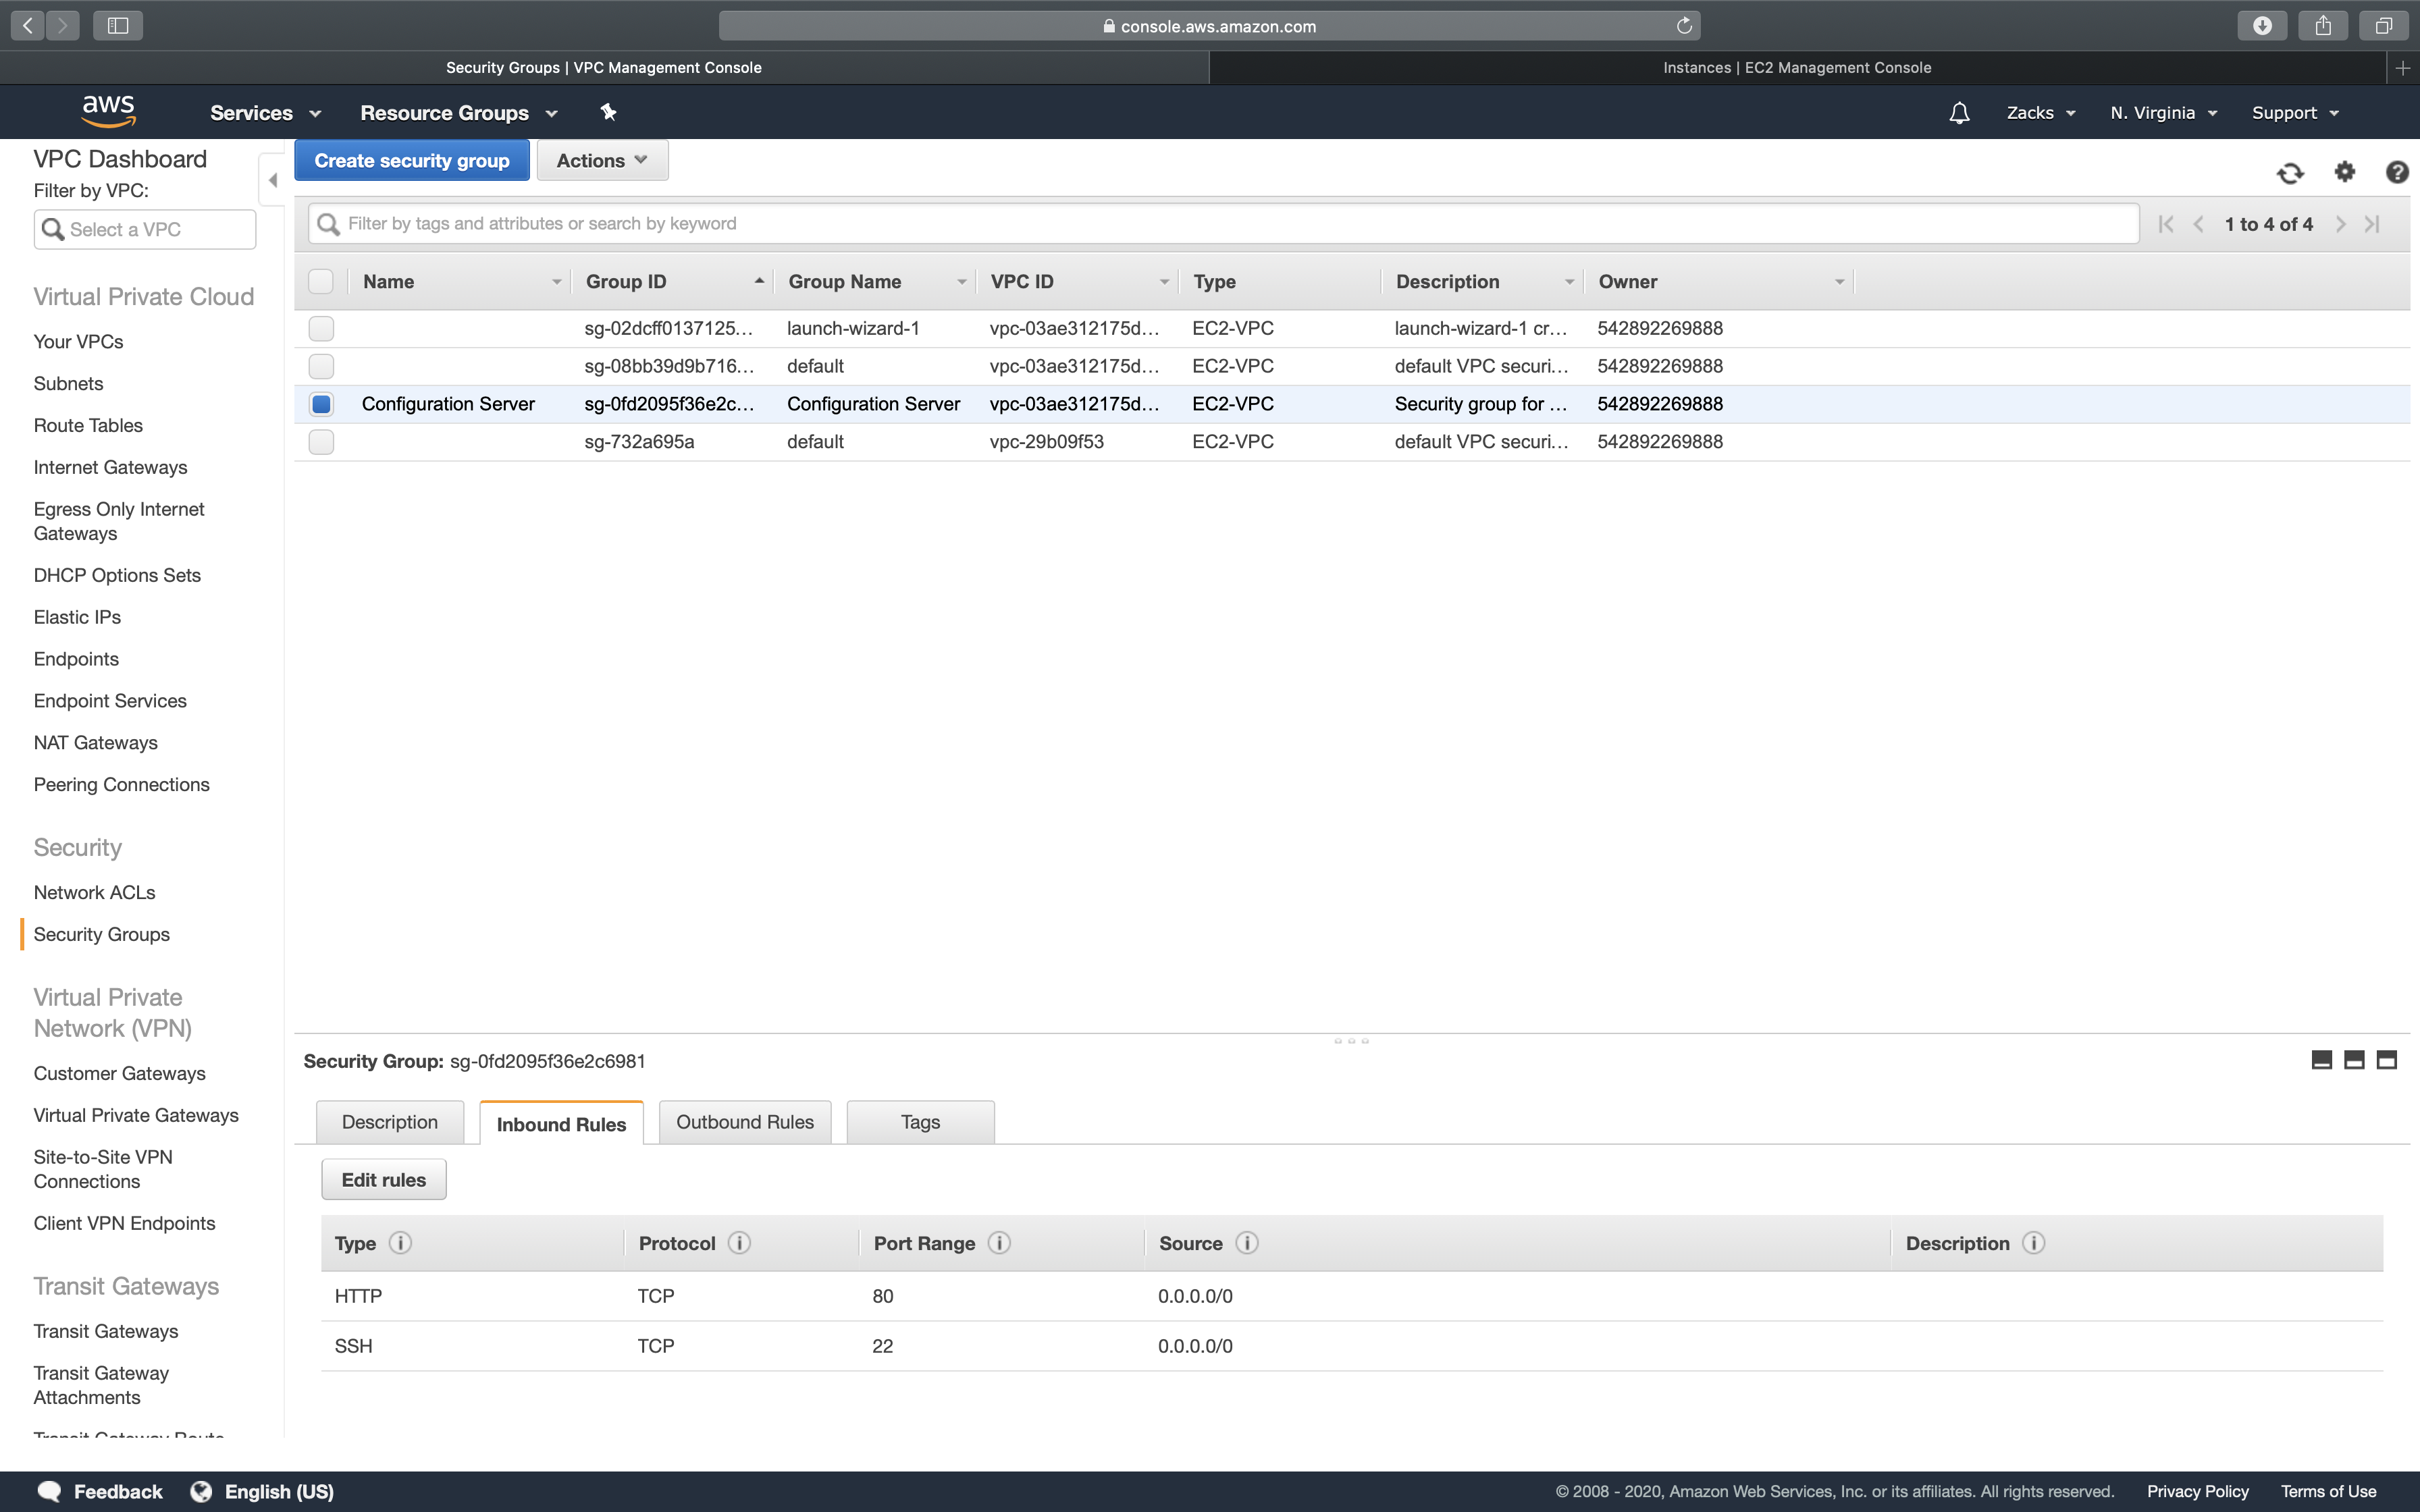 console.aws.amazon.com
Security Groups | VPC Management Console
Instances | EC2 Management Console
aws
Services
Resource Groups
Zacks
N. Virginia
Support
VPC Dashboard
Filter by VPC:
Select a VPC
Virtual Private Cloud
Your VPCs
Subnets
Route Tables
Internet Gateways
Egress Only Internet
Gateways
DHCP Options Sets
Elastic IPs
Endpoints
Endpoint Services
NAT Gateways
Peering Connections
Security
Network ACLs
Security Groups
Virtual Private
Network (VPN)
Customer Gateways
Virtual Private Gateways
Site-to-Site VPN
Connections
Client VPN Endpoints
Transit Gateways
Transit Gateways
Transit Gateway
Attachments
Transit Gateway Route
Create security group
Actions
Filter by tags and attributes or search by keyword
1 to 4 of 4
Name Group ID Group Name VPC ID Type Description Owner
sg-02dcff0137125... launch-wizard-1 vpc-03ae312175d... EC2-VPC launch-wizard-1 cr... 542892269888
sg-08bb39d9b716... default vpc-03ae312175d... EC2-VPC default VPC securi... 542892269888
Configuration Server sg-0fd2095f36e2c... Configuration Server vpc-03ae312175d... EC2-VPC Security group for ... 542892269888
sg-732a695a default vpc-29b09f53 EC2-VPC default VPC securi... 542892269888
Security Group: sg-0fd2095f36e2c6981
Description
Inbound Rules
Outbound Rules
Tags
Edit rules
Type Protocol Port Range Source Description
HTTP TCP 80 0.0.0.0/0
SSH TCP 22 0.0.0.0/0
Feedback
English (US)
© 2008 - 2020, Amazon Web Services, Inc. or its affiliates. All rights reserved.
Privacy Policy
Terms of Use